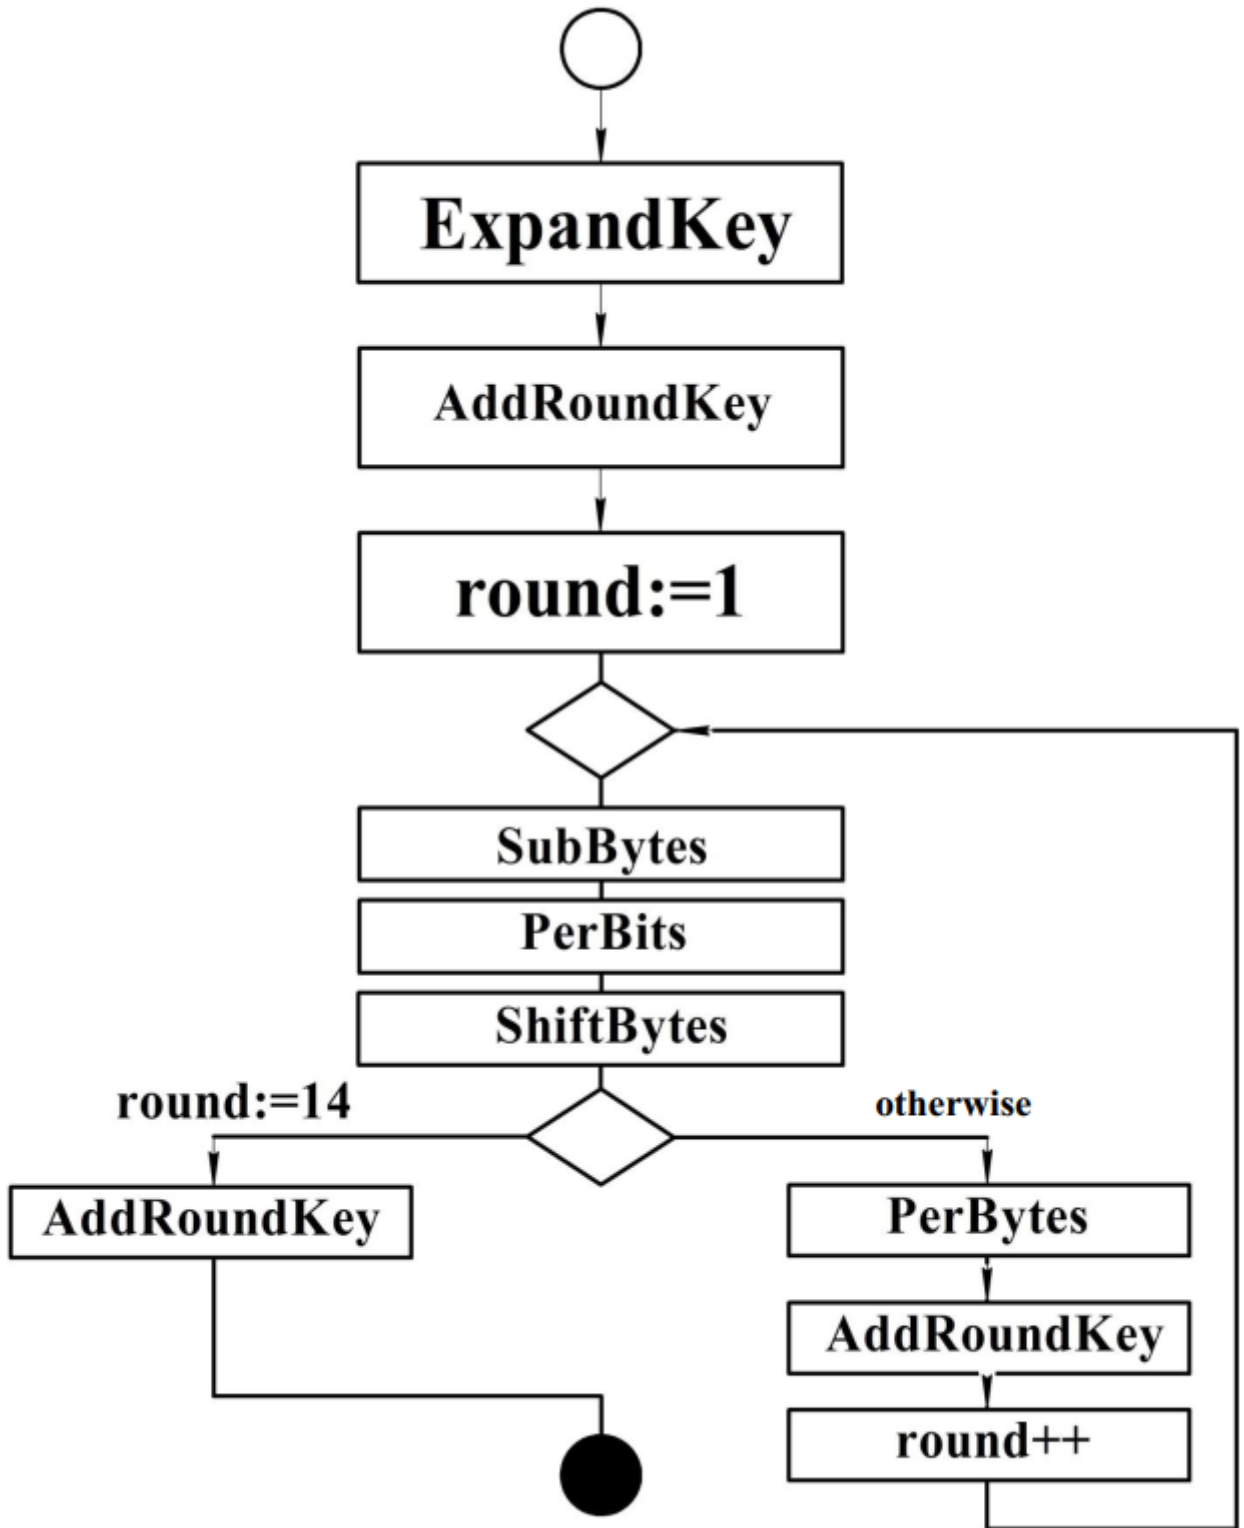 ExpandKey
AddRoundKey
round:=1
SubBytes
PerBits
ShiftBytes
round:=14
otherwise
AddRoundKey
PerBytes
AddRoundKey
round++